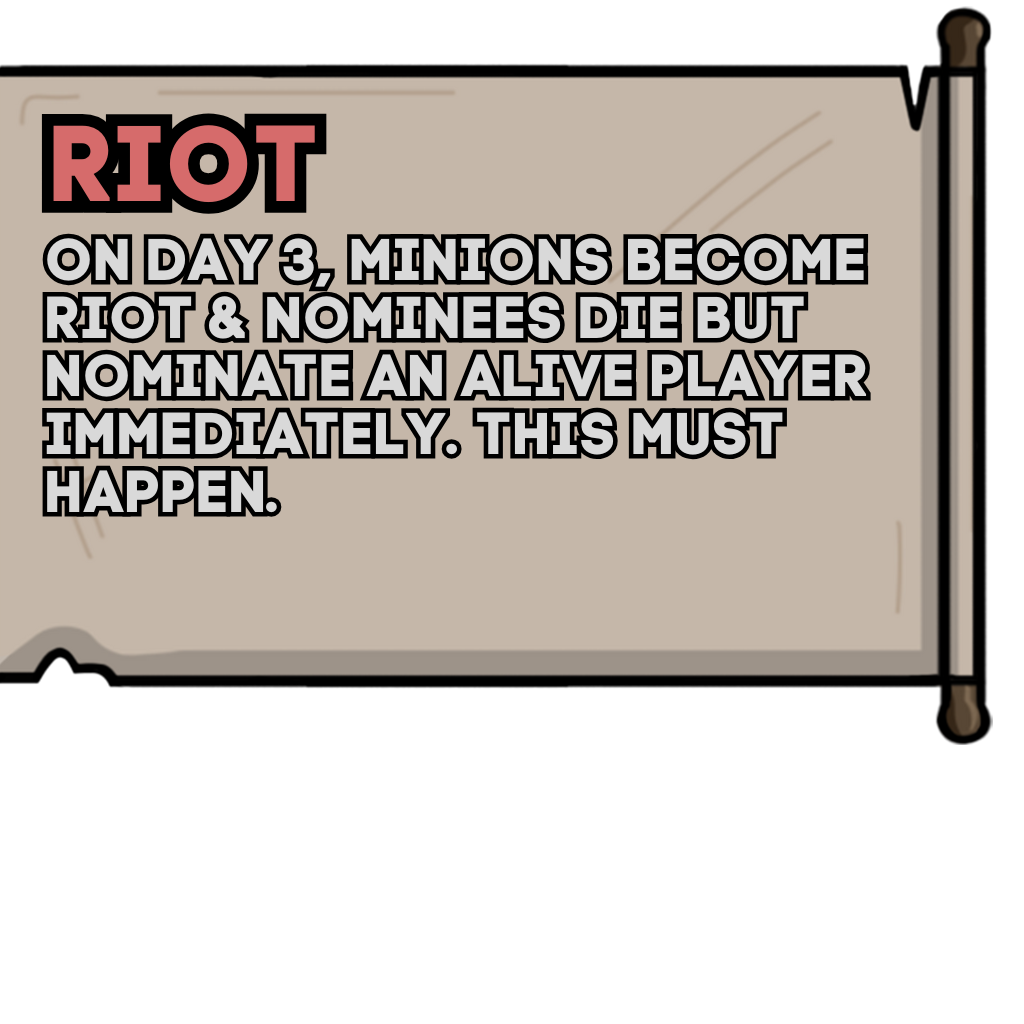 RIOT
ON DAY 3, MINIONS BECOME
RIOT & NOMINEES DIE BUT
NOMINATE AN ALIVE PLAYER
IMMEDIATELY. THIS MUST
HAPPEN.